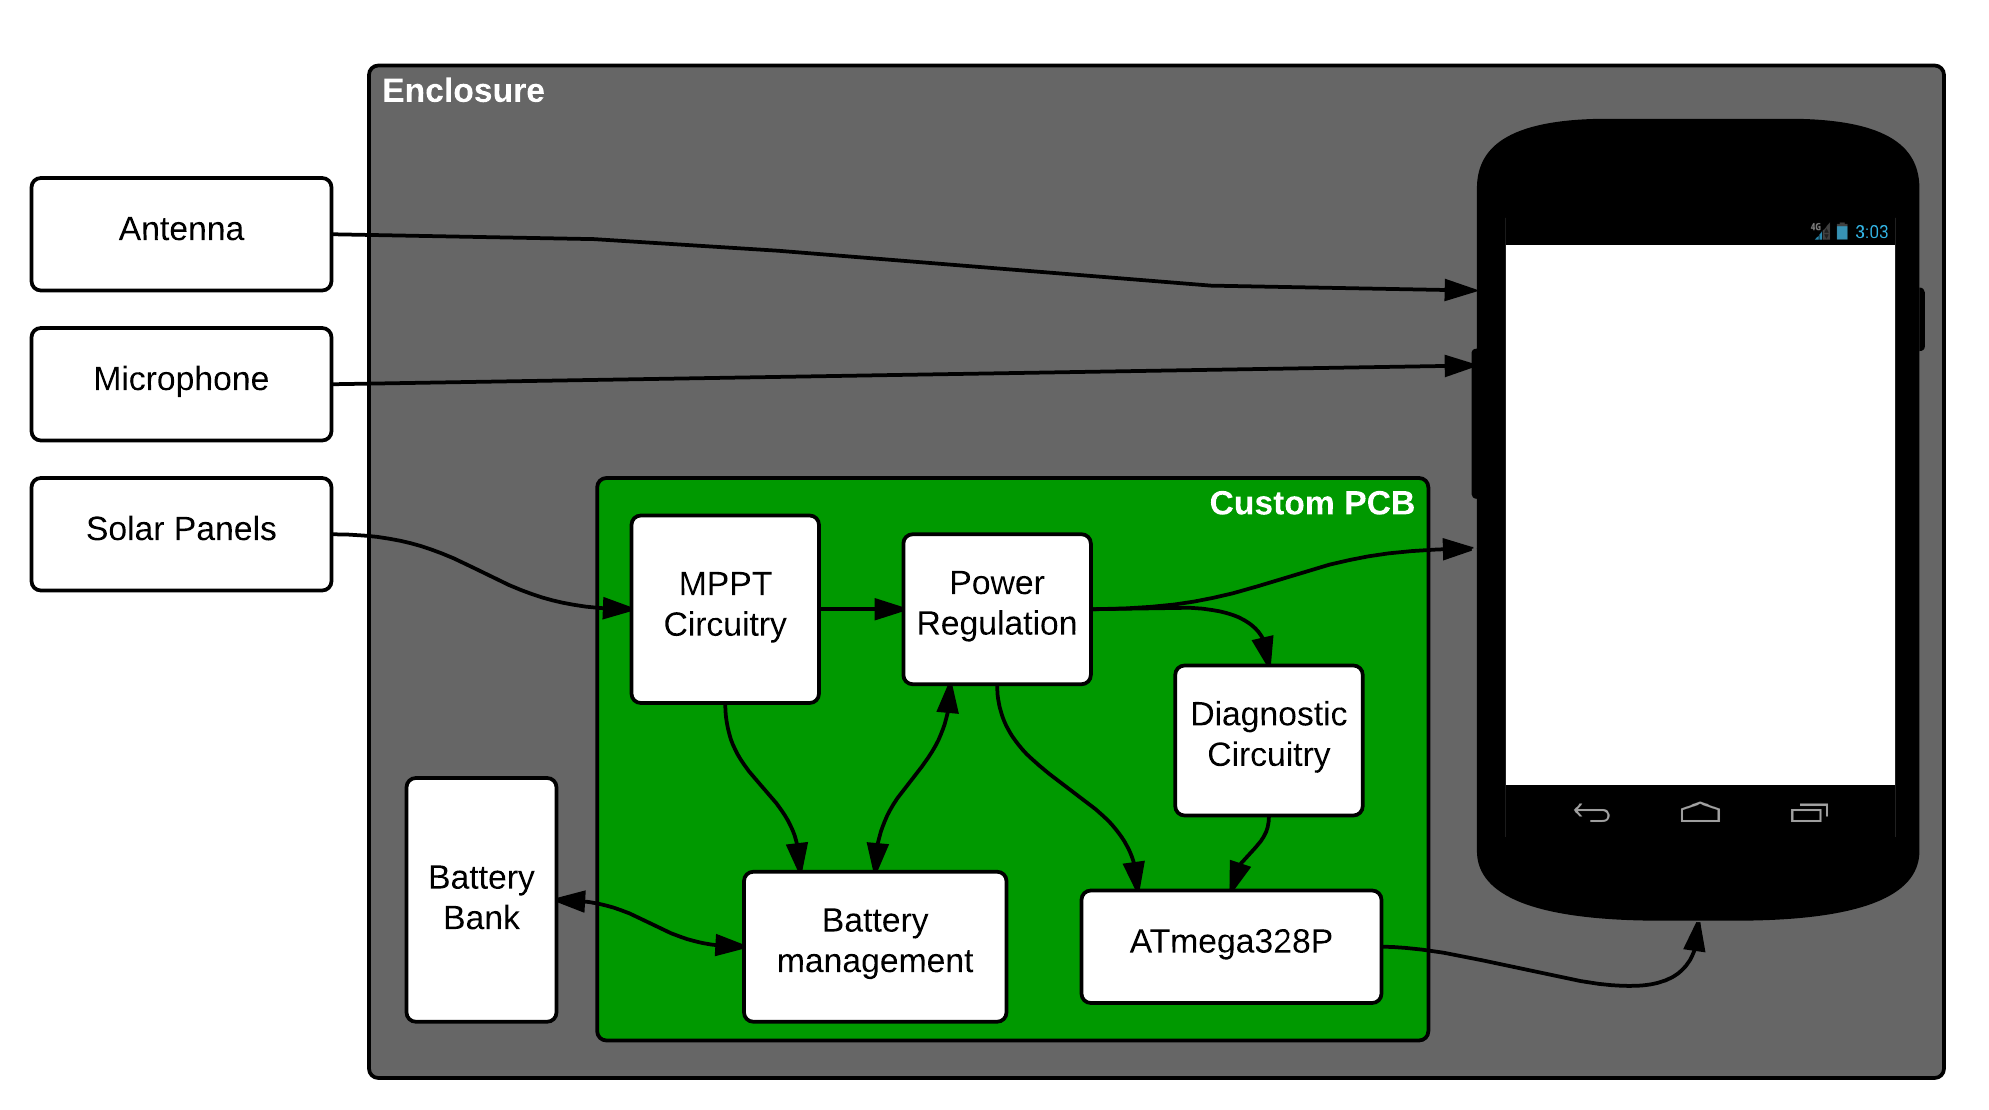 Enclosure
Antenna
4G
3:03
Microphone
Solar Panels
Custom PCB
MPPT
Circuitry
Power
Regulation
Diagnostic
Circuitry
Battery
Bank
Battery
management
ATmega328P